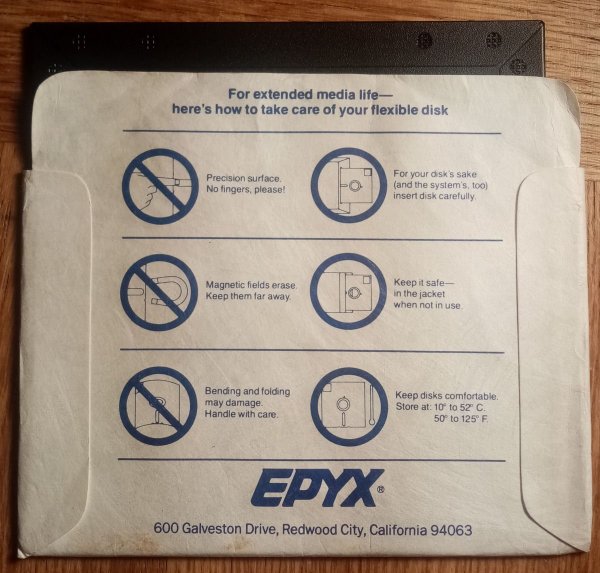 For extended media life—
here's how to take care of your flexible disk
Precision surface.
No fingers, please!
For your disk's sake
(and the system's, too)
insert disk carefully.
Magnetic fields erase.
Keep them far away.
Keep it safe—
in the jacket
when not in use.
Bending and folding
may damage.
Handle with care.
Keep disks comfortable.
Store at: 10° to 52° C.
50° to 125° F.
EPYX®
600 Galveston Drive, Redwood City, California 94063